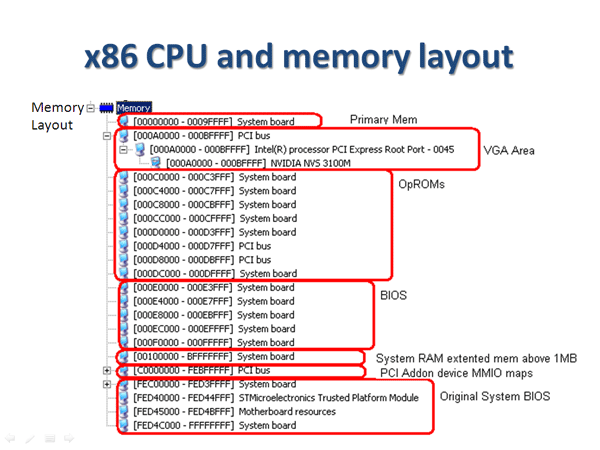 x86 CPU and memory layout
Memory Layout
Memory
[00000000 - 0009FFFF] System board
Primary Mem
[000A0000 - 000BFFFF] PCI bus
[000A0000 - 000BFFFF] Intel(R) processor PCI Express Root Port - 0045
VGA Area
[000A0000 - 000BFFFF] NVIDIA NVS 3100M
[000C0000 - 000C3FFF] System board
OpROMs
[000C4000 - 000C7FFF] System board
[000C8000 - 000CBFFF] System board
[000CC000 - 000CFFFF] System board
[000D0000 - 000D3FFF] System board
[000D4000 - 000D7FFF] PCI bus
[000D8000 - 000DBFFF] PCI bus
[000DC000 - 000DFFFF] System board
[000E0000 - 000E3FFF] System board
BIOS
[000E4000 - 000E7FFF] System board
[000E8000 - 000EBFFF] System board
[000EC000 - 000EFFFF] System board
[000F0000 - 000FFFFF] System board
[00100000 - BFFFFFFF] System board
System RAM extented mem above 1MB
[C0000000 - FEBFFFFF] PCI bus
PCI Addon device MMIO maps
[FEC00000 - FED3FFFF] System board
[FED40000 - FED44FFF] STMicroelectronics Trusted Platform Module
Original System BIOS
[FED45000 - FED4BFFF] Motherboard resources
[FED4C000 - FFFFFFFF] System board